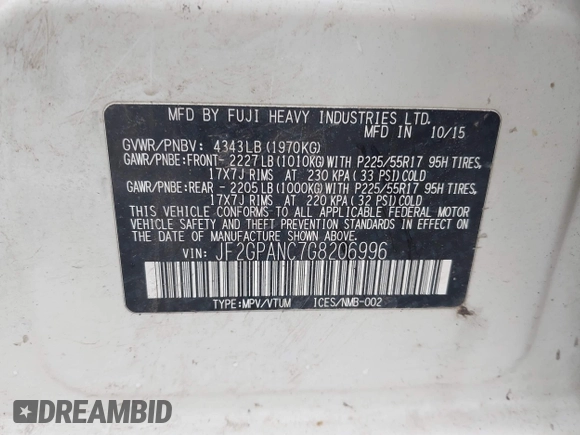 MFD BY FUJI HEAVY INDUSTRIES LTD.
MFD IN 10/15
GVWR/PNBV: 4343LB (1970KG)
GAWR/PNBE:FRONT- 2227LB(1010KG)WITH P225/55R17 95H TIRES,
17X7J RIMS AT 230 KPA( 33 PSI)COLD
GAWR/PNBE:REAR - 2205LB(1000KG)WITH P225/55R17 95H TIRES,
17X7J RIMS AT 220 KPA( 32 PSI)COLD
THIS VEHICLE CONFORMS TO ALL APPLICABLE FEDERAL MOTOR
VEHICLE SAFETY AND THEFT PREVENTION STANDARDS IN EFFECT ON THE
DATE OF MANUFACTURE SHOWN ABOVE.
VIN: JF2GPANC7G8206996
TYPE:MPV/VTUM ICES/NMB-002
DREAMBID